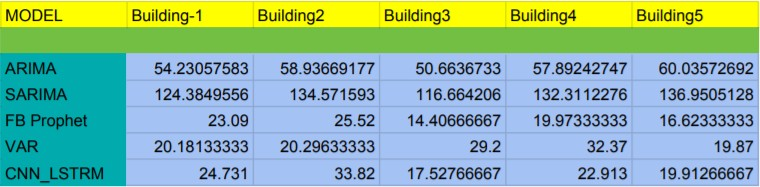 MODEL Building-1 Building2 Building3 Building4 Building5
ARIMA 54.23057583 58.93669177 50.6636733 57.89242747 60.03572692
SARIMA 124.3849556 134.571593 116.664206 132.3112276 136.9505128
FB Prophet 23.09 25.52 14.40666667 19.97333333 16.62333333
VAR 20.18133333 20.29633333 29.2 32.37 19.87
CNN_LSTRM 24.731 33.82 17.52766667 22.913 19.91266667